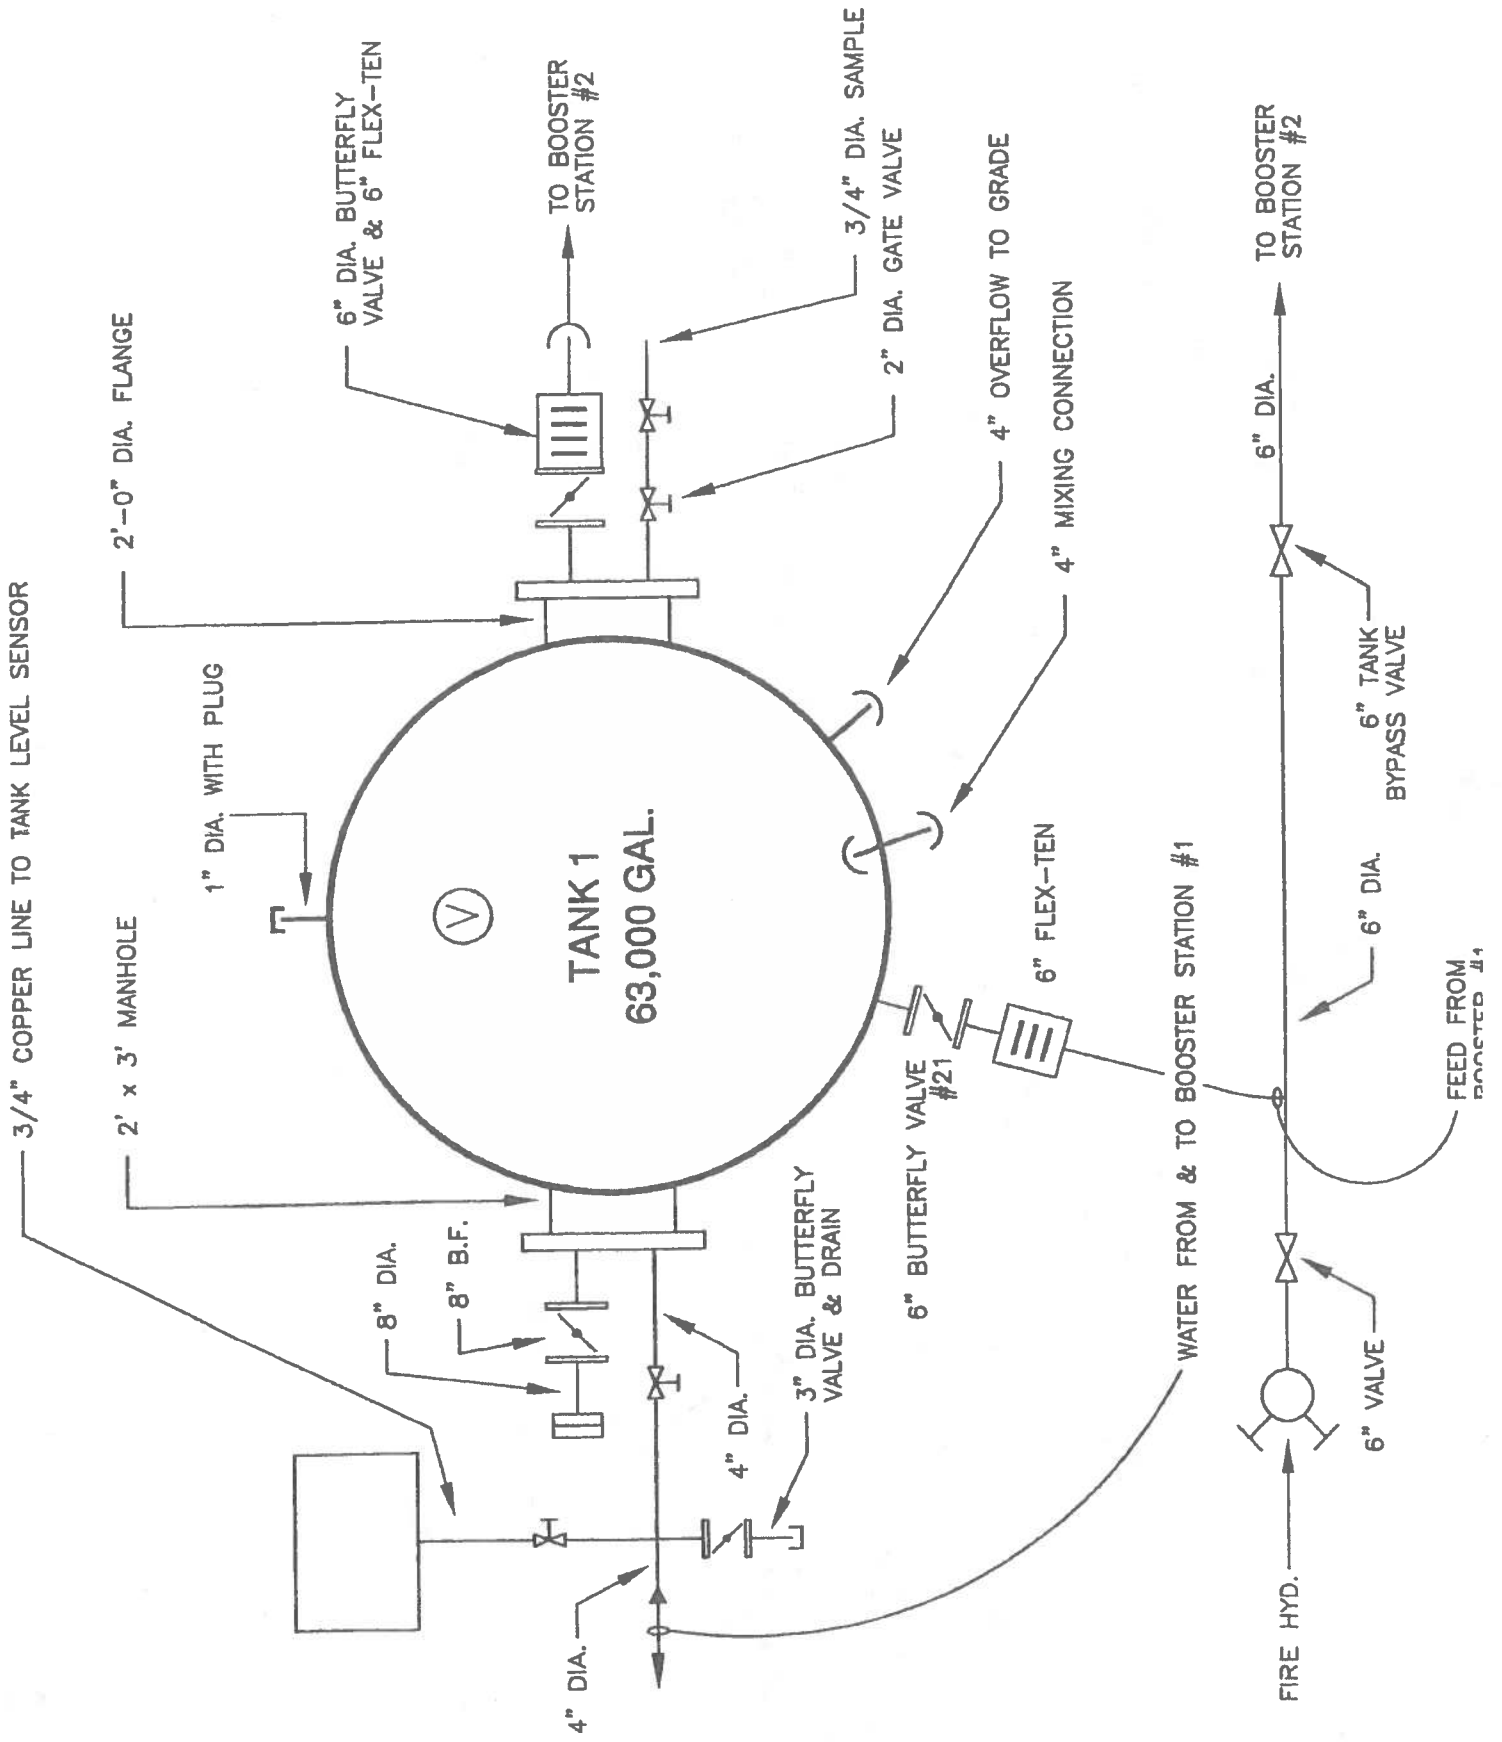 3/4" COPPER LINE TO TANK LEVEL SENSOR
2' x 3' MANHOLE
1" DIA. WITH PLUG
2'-0" DIA. FLANGE
6" DIA. BUTTERFLY
VALVE & 6" FLEX-TEN
TO BOOSTER
STATION #2
3/4" DIA. SAMPLE
2" DIA. GATE VALVE
4" OVERFLOW TO GRADE
4" MIXING CONNECTION
8" DIA.
8" B.F.
V
TANK 1
63,000 GAL.
4" DIA.
4" DIA.
3" DIA. BUTTERFLY
VALVE & DRAIN
6" BUTTERFLY VALVE
#21
6" FLEX-TEN
WATER FROM & TO BOOSTER STATION #1
TO BOOSTER
STATION #2
6" DIA.
6" TANK
BYPASS VALVE
6" DIA.
FEED FROM
BOOSTER #1
6" VALVE
FIRE HYD.